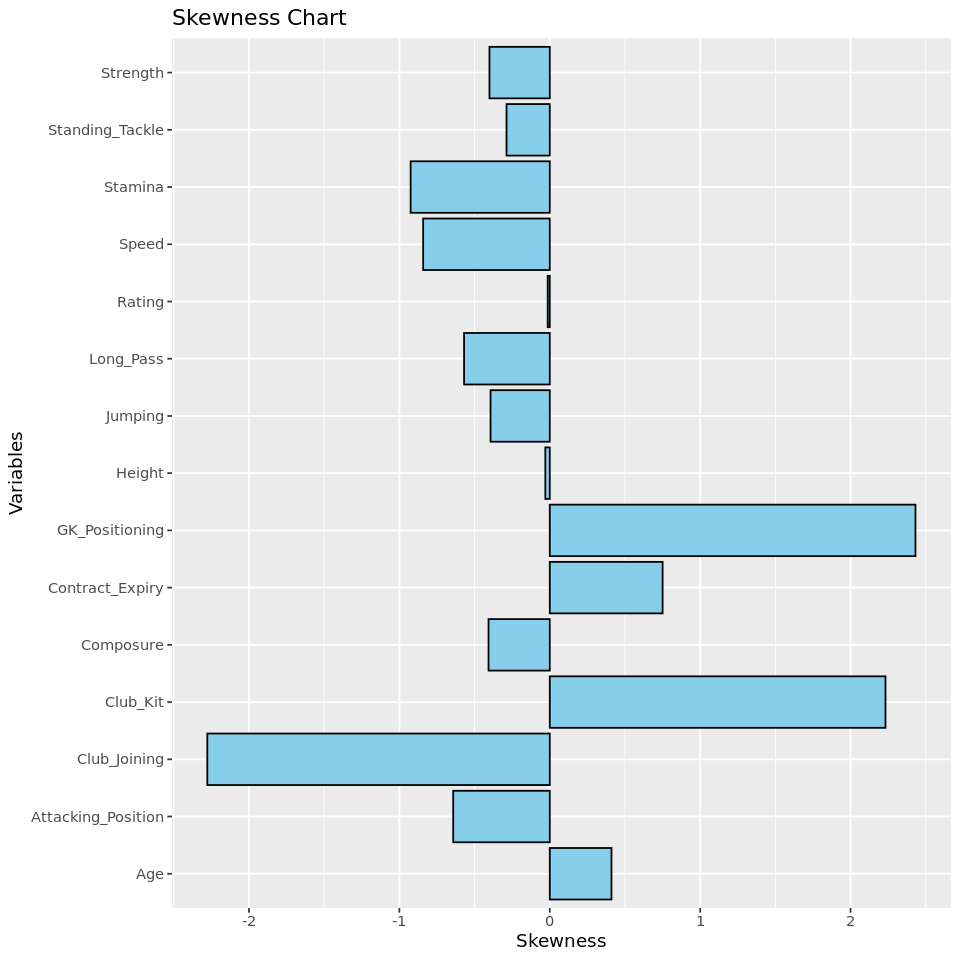 Skewness Chart
Strength
Standing_Tackle
Stamina
Speed
Rating
Long_Pass
Jumping
Height
GK_Positioning
Contract_Expiry
Composure
Club_Kit
Club_Joining
Attacking_Position
Age
Variables
-2 -1 0 1 2
Skewness